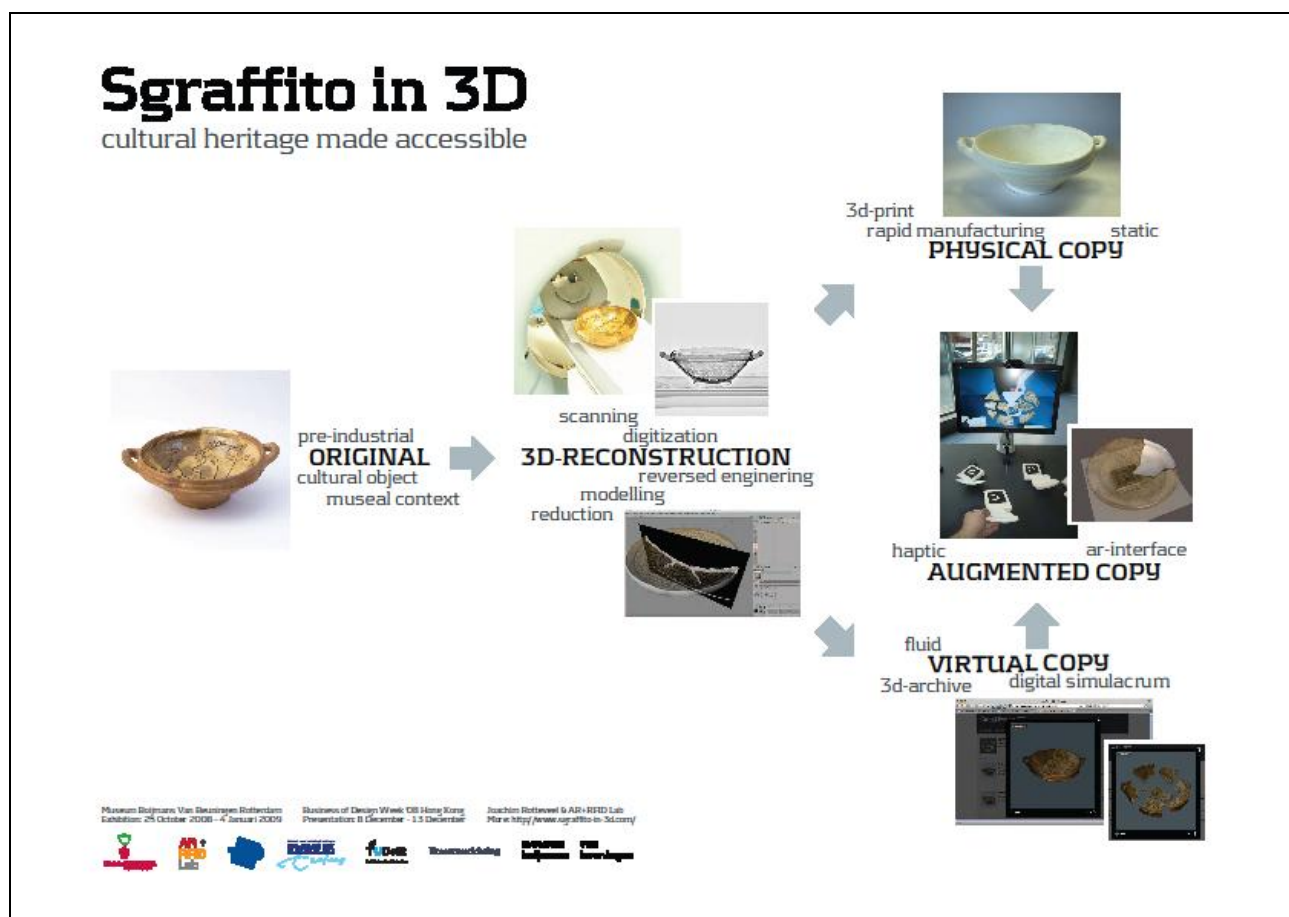 Sgraffito in 3D
cultural heritage made accessible
3d-print
rapid manufacturing static
PHYSICAL COPY
scanning
digitization
3D-RECONSTRUCTION
reversed enginering
modelling
reduction
pre-industrial
ORIGINAL
cultural object
museal context
haptic ar-interface
AUGMENTED COPY
fluid
VIRTUAL COPY
3d-archive digital simulacrum
Museum Boijmans Van Beuningen Rotterdam
Exhibition: 25 October 2008 - 4 Januari 2009
Business of Design Week '08 Hong Kong
Presentation: 8 December - 13 December
Joachim Rotteveel & AR+RFID Lab
More: http://www.sgraffito-in-3d.com/
AR+
RFID
Lab